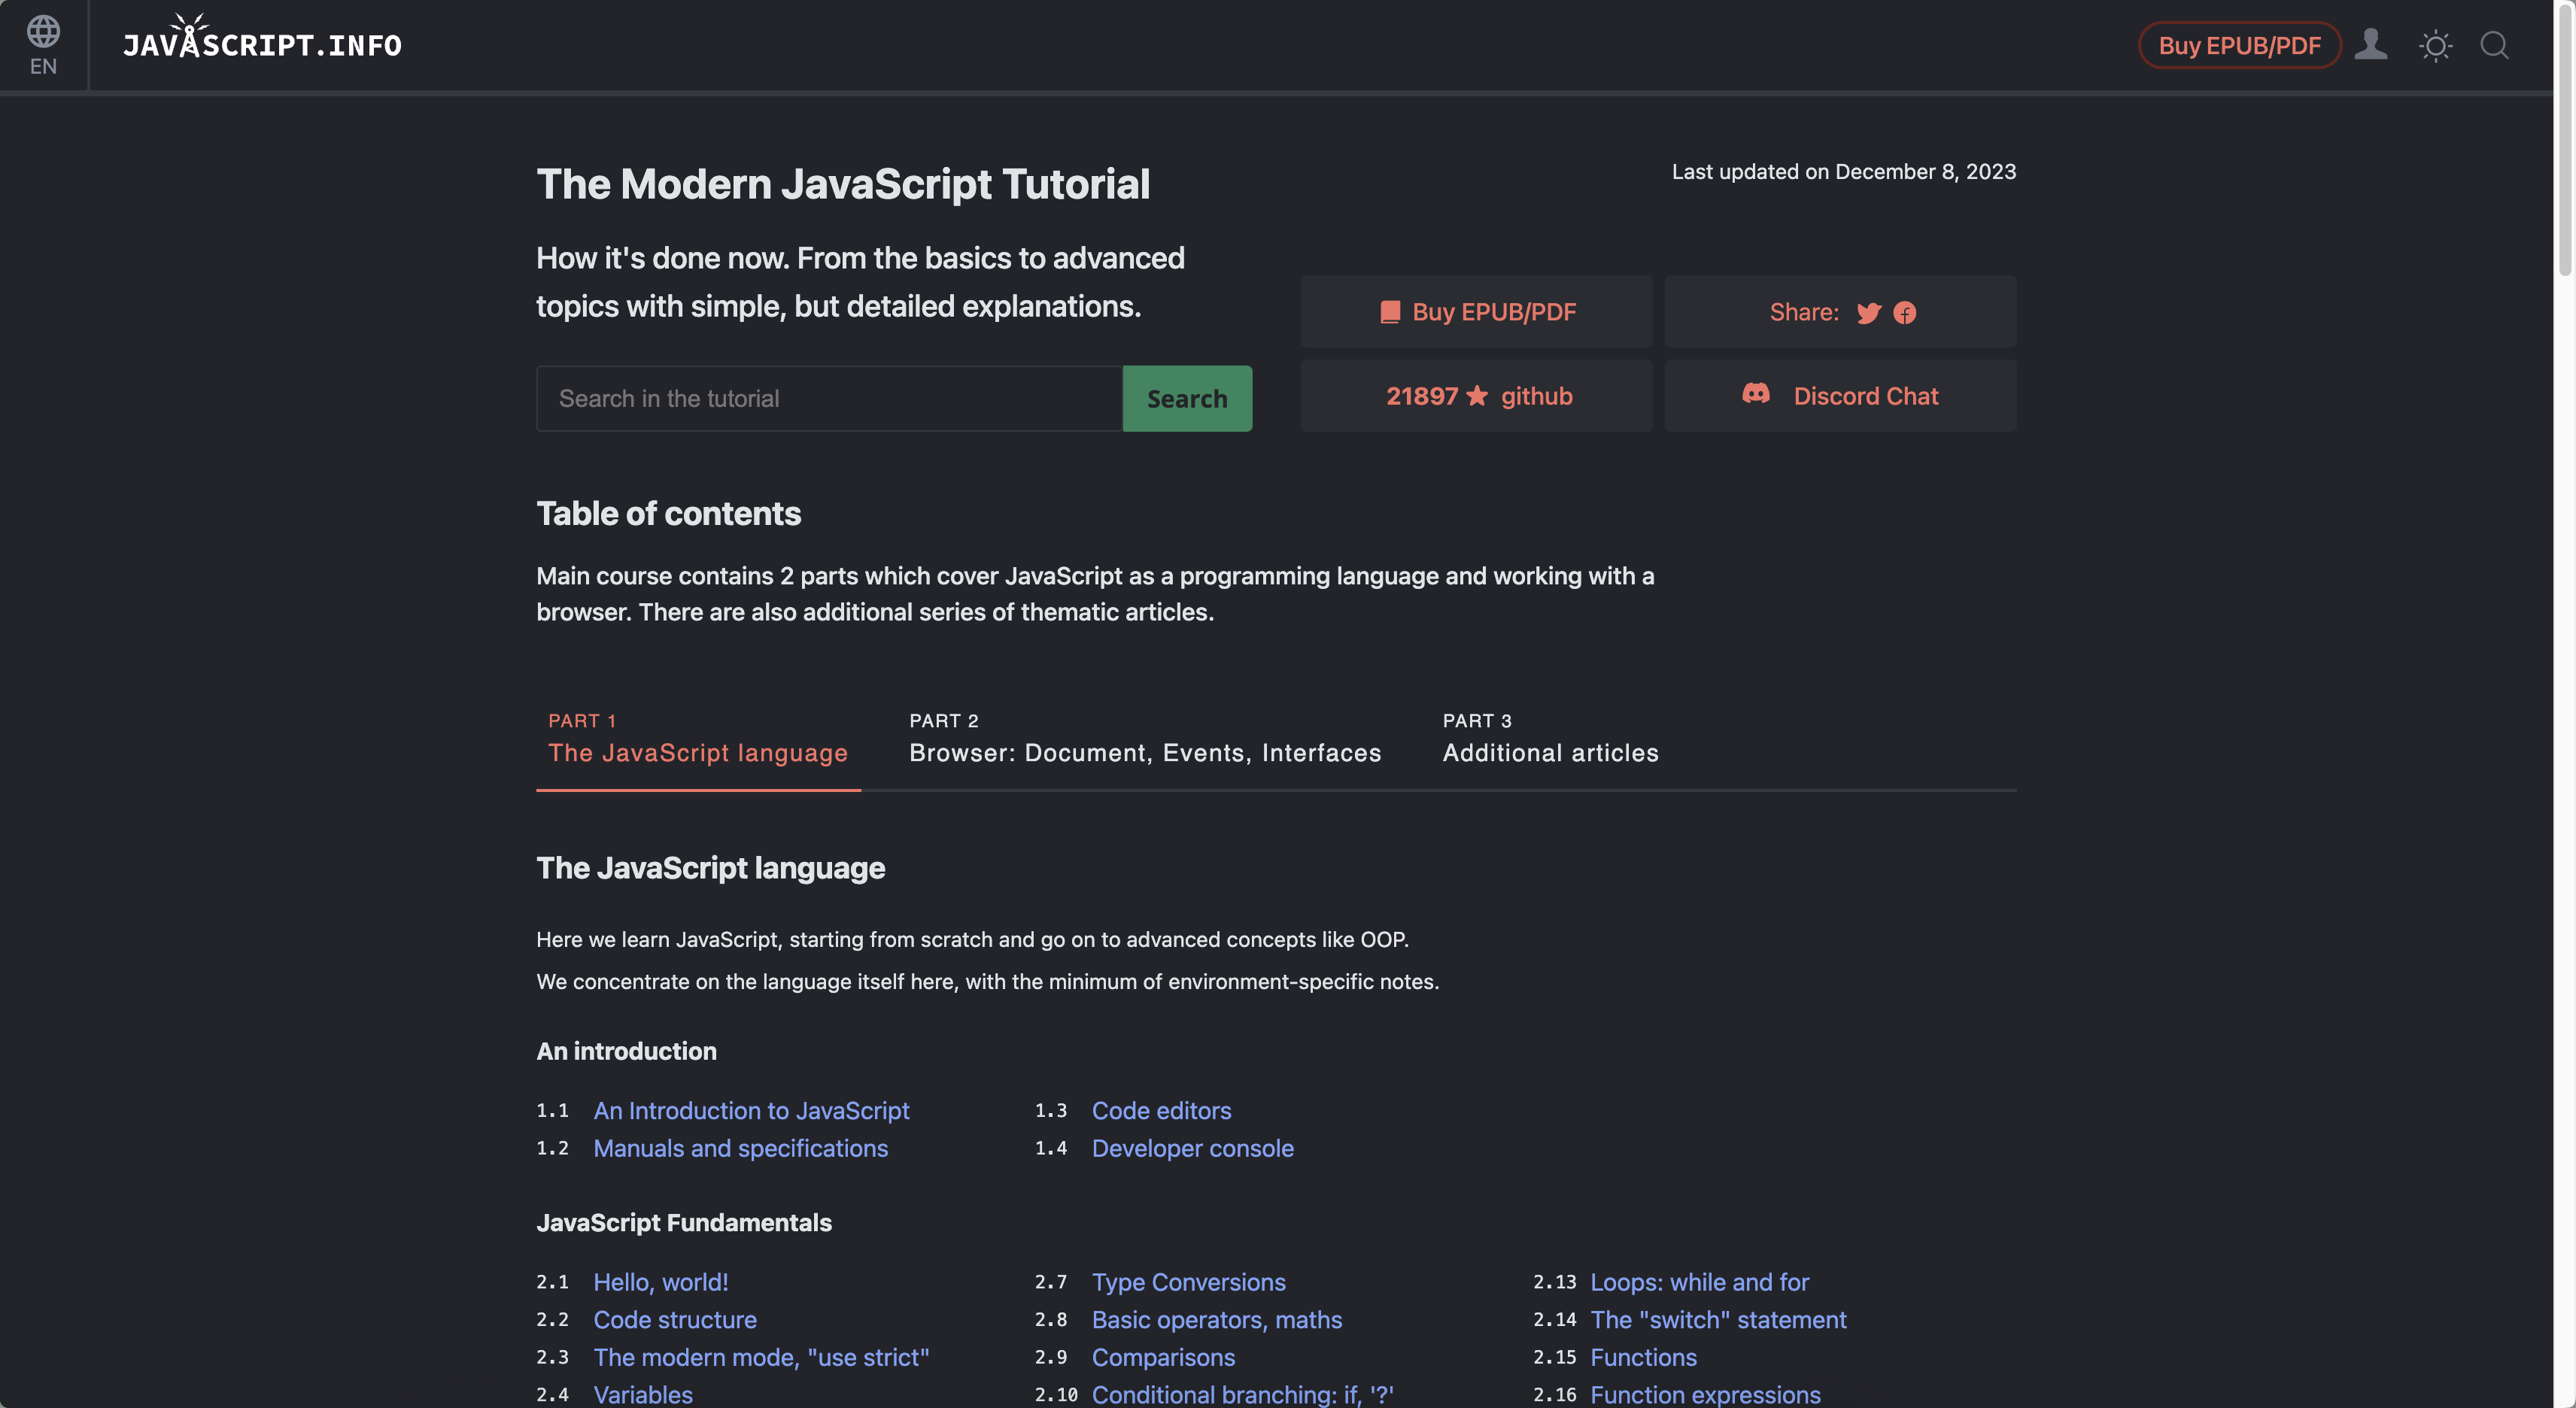 EN
JAVASCRIPT.INFO
Buy EPUB/PDF
The Modern JavaScript Tutorial
Last updated on December 8, 2023
How it's done now. From the basics to advanced
topics with simple, but detailed explanations.
Buy EPUB/PDF
Share:
Search in the tutorial
Search
21897 github
Discord Chat
Table of contents
Main course contains 2 parts which cover JavaScript as a programming language and working with a
browser. There are also additional series of thematic articles.
PART 1
The JavaScript language
PART 2
Browser: Document, Events, Interfaces
PART 3
Additional articles
The JavaScript language
Here we learn JavaScript, starting from scratch and go on to advanced concepts like OOP.
We concentrate on the language itself here, with the minimum of environment-specific notes.
An introduction
1.1 An Introduction to JavaScript
1.2 Manuals and specifications
1.3 Code editors
1.4 Developer console
JavaScript Fundamentals
2.1 Hello, world!
2.2 Code structure
2.3 The modern mode, "use strict"
2.4 Variables
2.7 Type Conversions
2.8 Basic operators, maths
2.9 Comparisons
2.10 Conditional branching: if, '?'
2.13 Loops: while and for
2.14 The "switch" statement
2.15 Functions
2.16 Function expressions